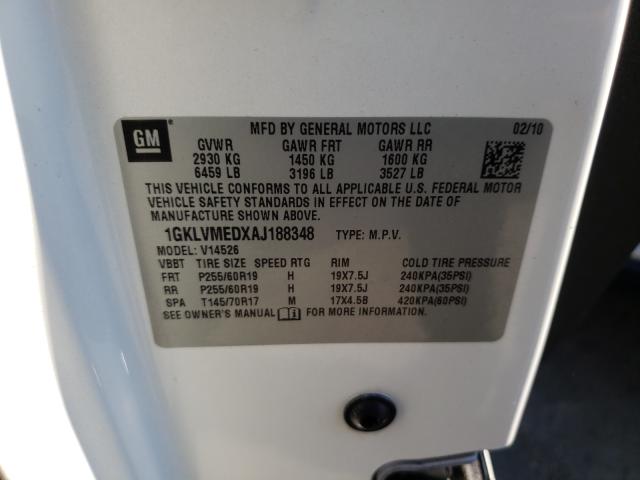 GM
MFD BY GENERAL MOTORS LLC 02/10
GVWR GAWR FRT GAWR RR
2930 KG 1450 KG 1600 KG
6459 LB 3196 LB 3527 LB
THIS VEHICLE CONFORMS TO ALL APPLICABLE U.S. FEDERAL MOTOR
VEHICLE SAFETY STANDARDS IN EFFECT ON THE DATE OF
MANUFACTURE SHOWN ABOVE.
1GKLVMEDXAJ188348 TYPE: M.P.V.
MODEL: V14526
VBBT TIRE SIZE SPEED RTG RIM COLD TIRE PRESSURE
FRT P255/60R19 H 19X7.5J 240KPA(35PSI)
RR P255/60R19 H 19X7.5J 240KPA(35PSI)
SPA T145/70R17 M 17X4.5B 420KPA(60PSI)
SEE OWNER'S MANUAL FOR MORE INFORMATION.